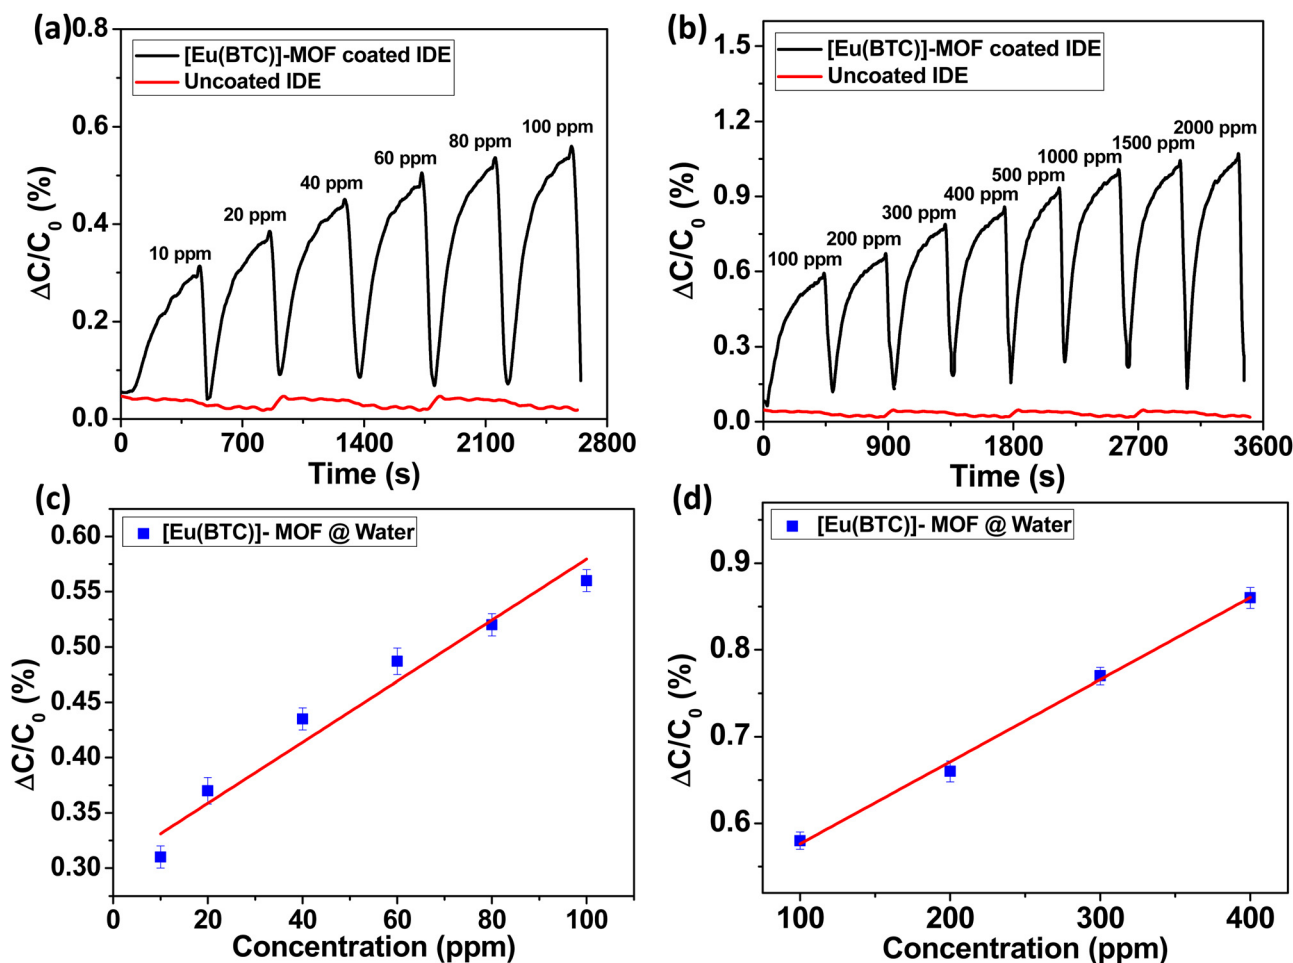 (a)
[Eu(BTC)]-MOF coated IDE
Uncoated IDE
10 ppm
20 ppm
40 ppm
60 ppm
80 ppm
100 ppm
0.8
0.6
0.4
0.2
0.0
ΔC/C0 (%)
0 700 1400 2100 2800
Time (s)
(b)
[Eu(BTC)]-MOF coated IDE
Uncoated IDE
100 ppm
200 ppm
300 ppm
400 ppm
500 ppm
1000 ppm
1500 ppm
2000 ppm
1.5
1.2
0.9
0.6
0.3
0.0
ΔC/C0 (%)
0 900 1800 2700 3600
Time (s)
(c)
[Eu(BTC)]- MOF @ Water
0.60
0.55
0.50
0.45
0.40
0.35
0.30
ΔC/C0 (%)
0 20 40 60 80 100
Concentration (ppm)
(d)
[Eu(BTC)]- MOF @ Water
0.9
0.8
0.7
0.6
ΔC/C0 (%)
100 200 300 400
Concentration (ppm)